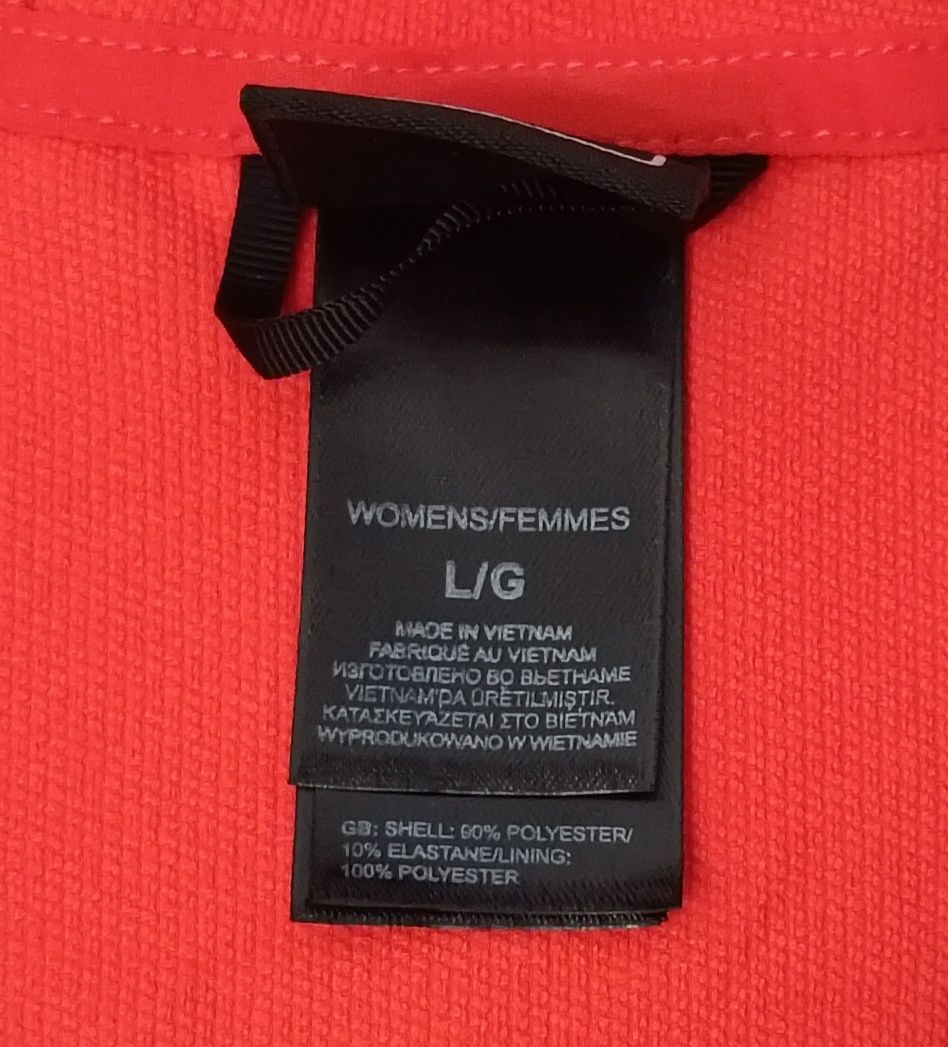 WOMENS/FEMMES
L/G
MADE IN VIETNAM
FABRIQUÉ AU VIETNAM
ИЗГОТОВЛЕНО ВО ВЬЕТНАМЕ
VIETNAM'DA ÜRETILMIŞTIR.
ΚΑΤΑΣΚΕΥΆΖΕΤΑΙ ΣΤΟ ΒΙΕΤΝΑΜ
WYPRODUKOWANO W WIETNAMIE
GB: SHELL: 90% POLYESTER/
10% ELASTANE/LINING:
100% POLYESTER